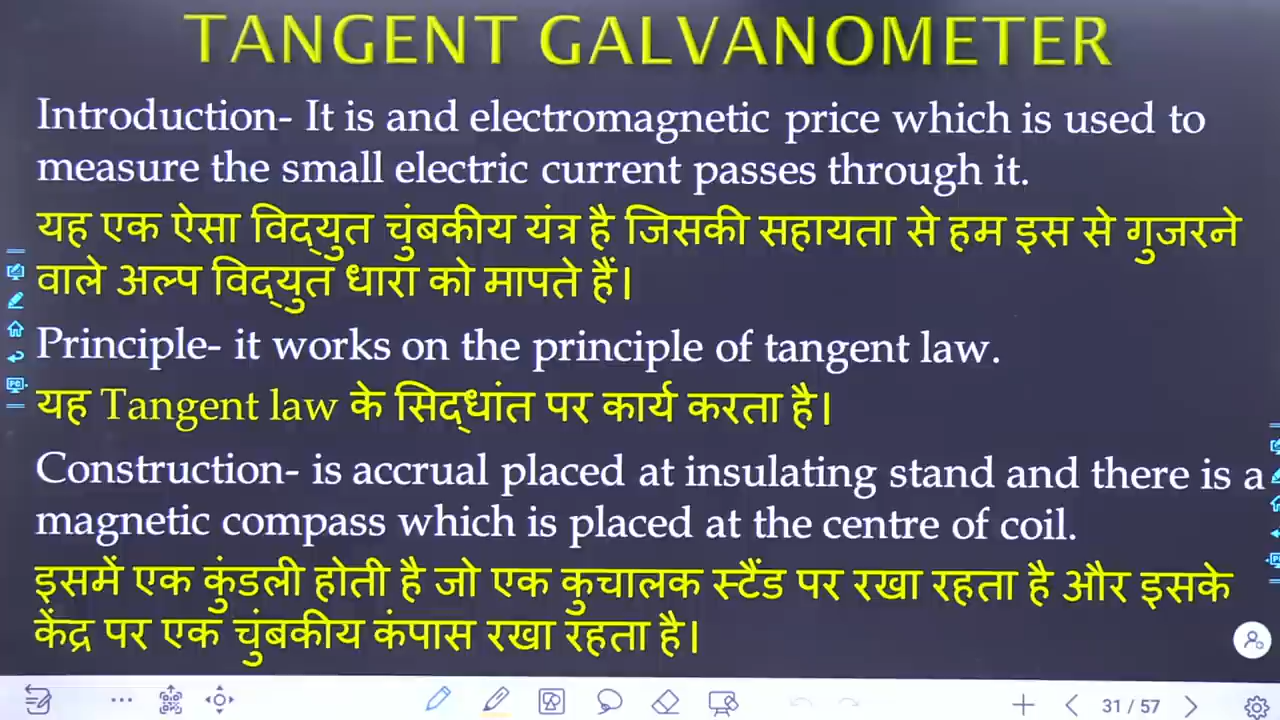 TANGENT GALVANOMETER
Introduction- It is and electromagnetic price which is used to
measure the small electric current passes through it.
यह एक ऐसा विद्युत चुंबकीय यंत्र है जिसकी सहायता से हम इस से गुजरने
वाले अल्प विद्युत धारा को मापते हैं।
Principle- it works on the principle of tangent law.
यह Tangent law के सिद्धांत पर कार्य करता है।
Construction- is accrual placed at insulating stand and there is a
magnetic compass which is placed at the centre of coil.
इसमें एक कुंडली होती है जो एक कुचालक स्टैंड पर रखा रहता है और इसके
केंद्र पर एक चुंबकीय कंपास रखा रहता है।
31 / 57